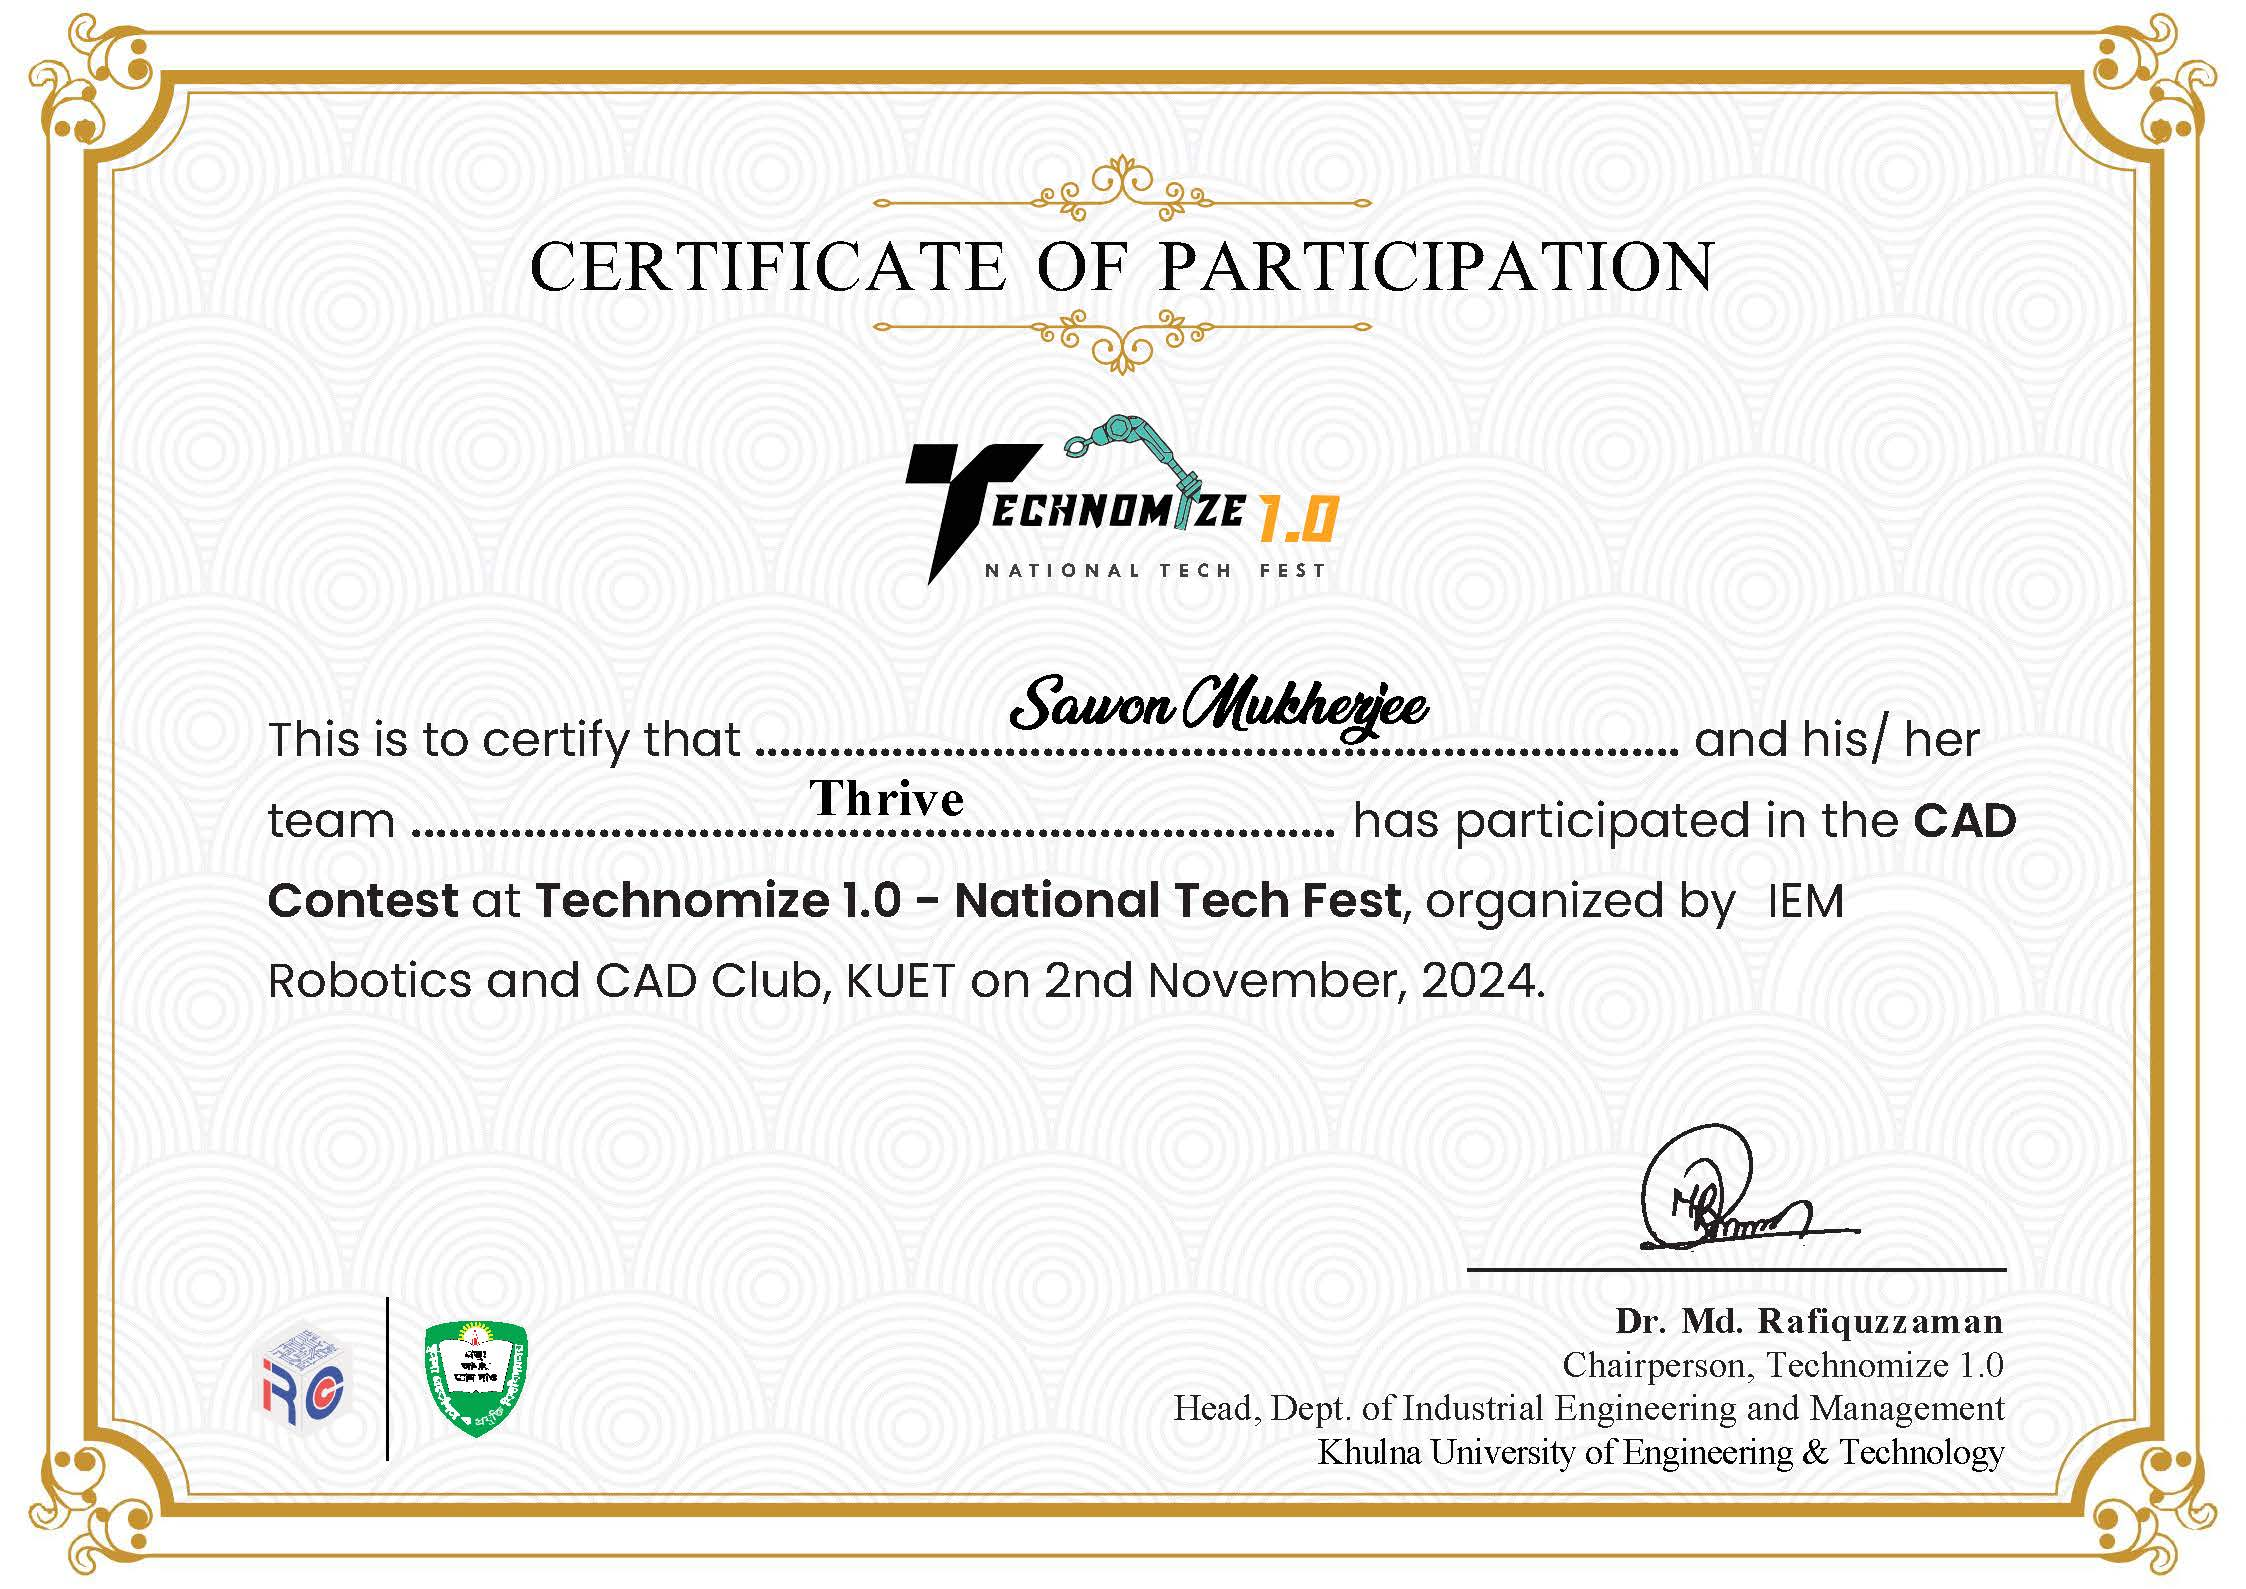 CERTIFICATE OF PARTICIPATION
TECHNOMIZE 1.0
NATIONAL TECH FEST
This is to certify that Sawon Mukherjee and his/ her
team Thrive has participated in the CAD
Contest at Technomize 1.0 - National Tech Fest, organized by IEM
Robotics and CAD Club, KUET on 2nd November, 2024.
Dr. Md. Rafiquzzaman
Chairperson, Technomize 1.0
Head, Dept. of Industrial Engineering and Management
Khulna University of Engineering & Technology
iRC